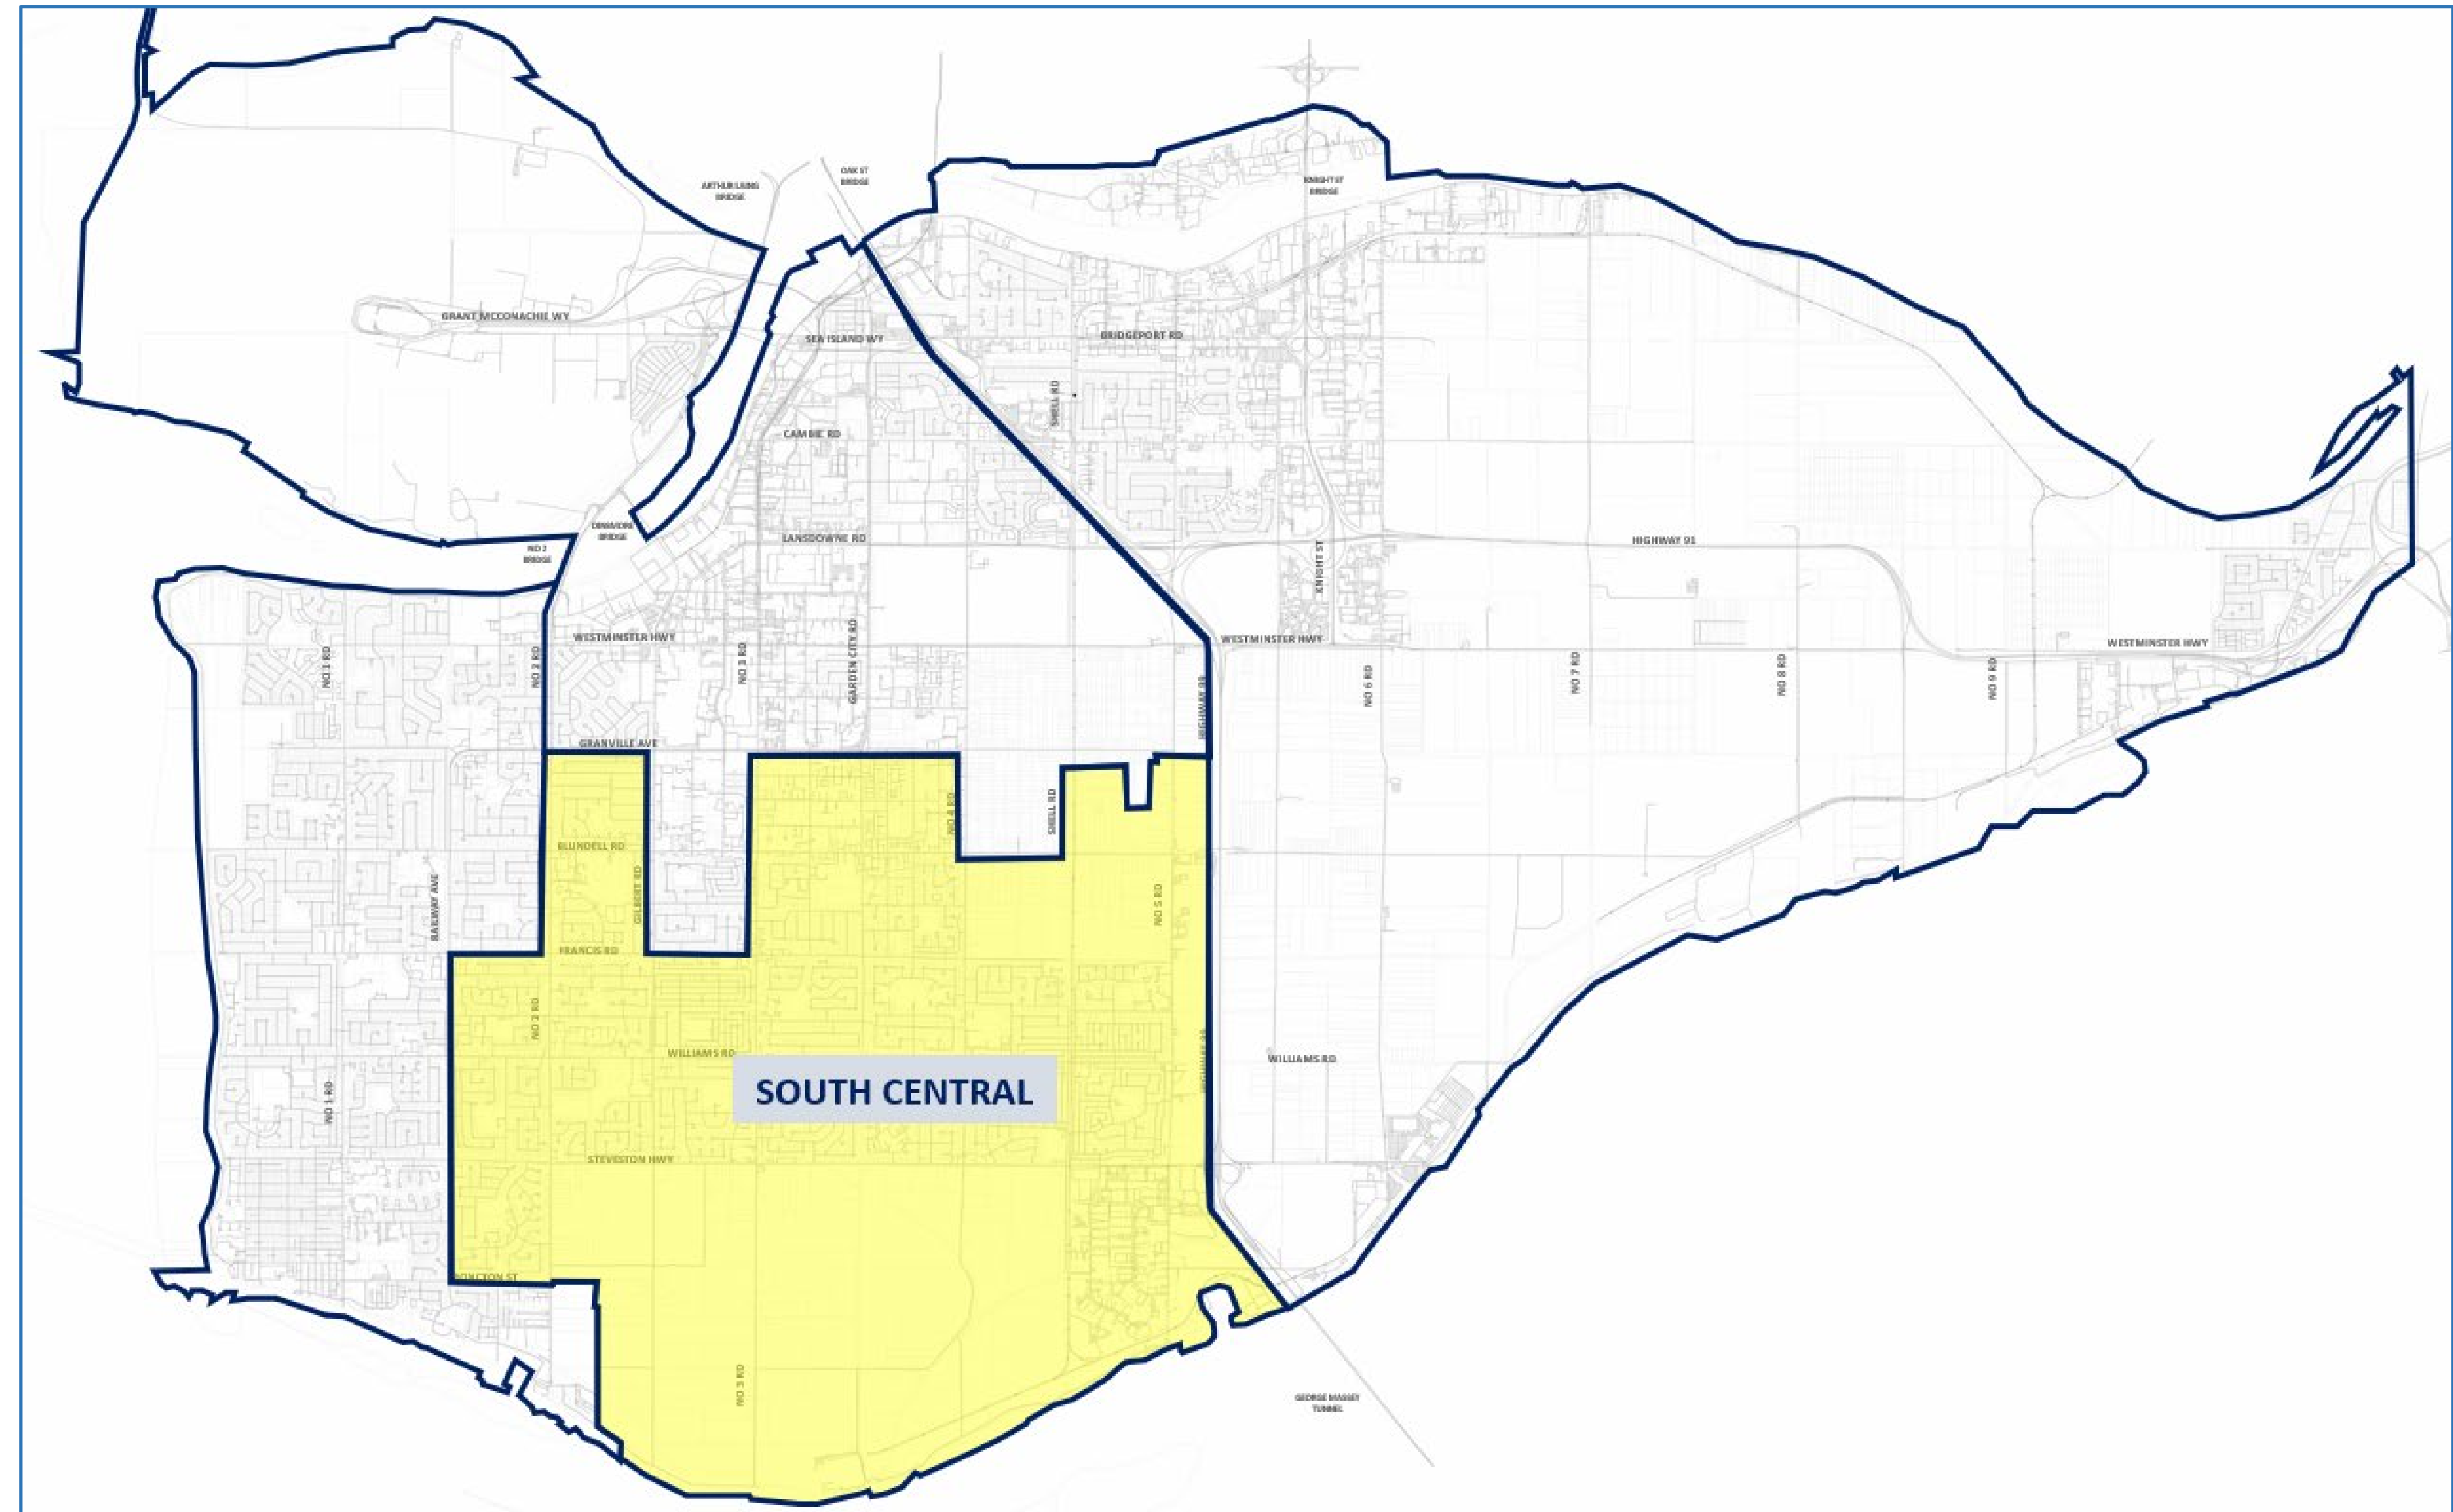 OAK ST
BRIDGE
ARTHUR LAING
BRIDGE
KNIGHT ST
BRIDGE
GRANT MCCONACHIE WY
SEA ISLAND WY
BRIDGEPORT RD
SHELL RD
CAMBIE RD
DINSMORE
BRIDGE
NO 2
BRIDGE
LANSDOWNE RD
HIGHWAY 91
KNIGHT ST
WESTMINSTER HWY
WESTMINSTER HWY
WESTMINSTER HWY
NO 1 RD
NO 2 RD
NO 3 RD
GARDEN CITY RD
HIGHWAY 99
NO 6 RD
NO 7 RD
NO 8 RD
NO 9 RD
GRANVILLE AVE
NO 4 RD
SHELL RD
BLUNDELL RD
RAILWAY AVE
GILBERT RD
NO 5 RD
FRANCIS RD
NO 2 RD
WILLIAMS RD
HIGHWAY 99
WILLIAMS RD
SOUTH CENTRAL
NO 1 RD
STEVESTON HWY
MONCTON ST
NO 3 RD
GEORGE MASSEY
TUNNEL